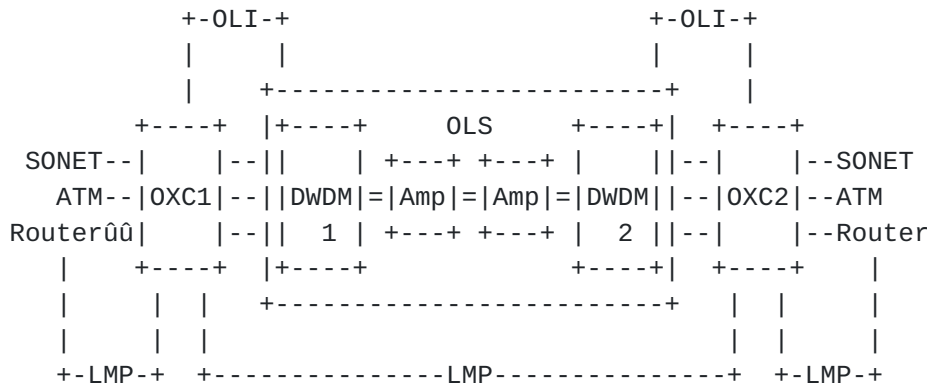 +-OLI-+                       +-OLI-+
|     |                       |     |
|    +-------------------------+     |
+----+  |+----+     OLS     +----+|  +----+
SONET--|    |--||    | +---+ +---+ |    ||--|    |--SONET
ATM--|OXC1|--||DWDM|=|Amp|=|Amp|=|DWDM||--|OXC2|--ATM
Routerûû|    |--||  1 | +---+ +---+ |  2 ||--|    |--Router
|    +----+  |+----+             +----+|  +----+    |
|     |  |   +--------------------------+   |  |     |
|     |  |                                  |  |     |
+-LMP-+  +---------------LMP---------------+  +-LMP-+